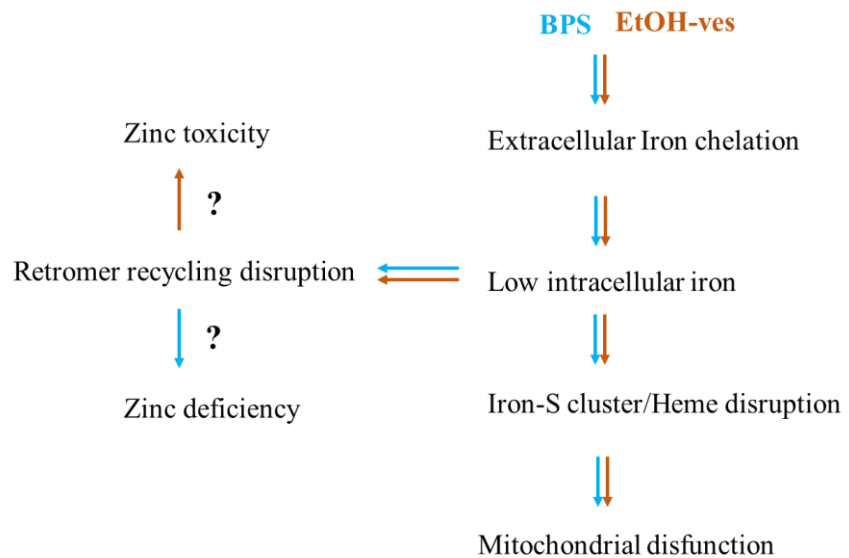 BPS EtOH-ves
Zinc toxicity
Extracellular Iron chelation
?
Retromer recycling disruption
Low intracellular iron
?
Zinc deficiency
Iron-S cluster/Heme disruption
Mitochondrial disfunction